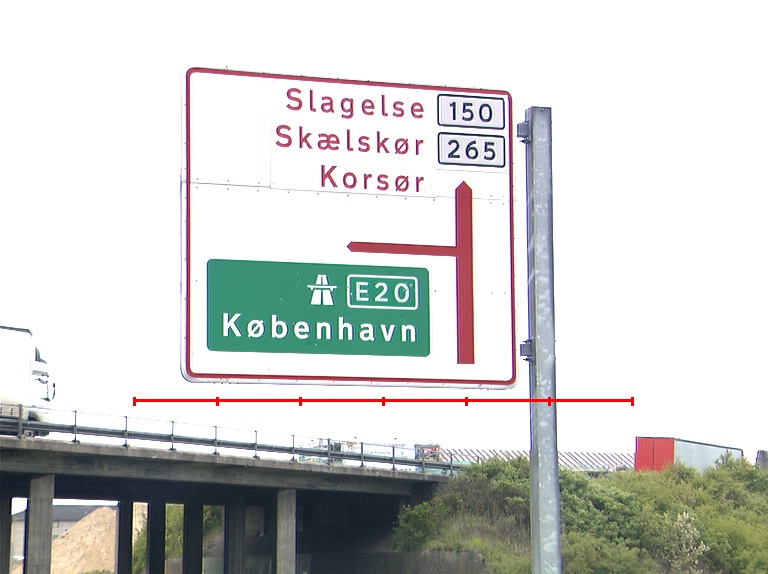 Slagelse 150
Skælskør 265
Korsør
E20
København